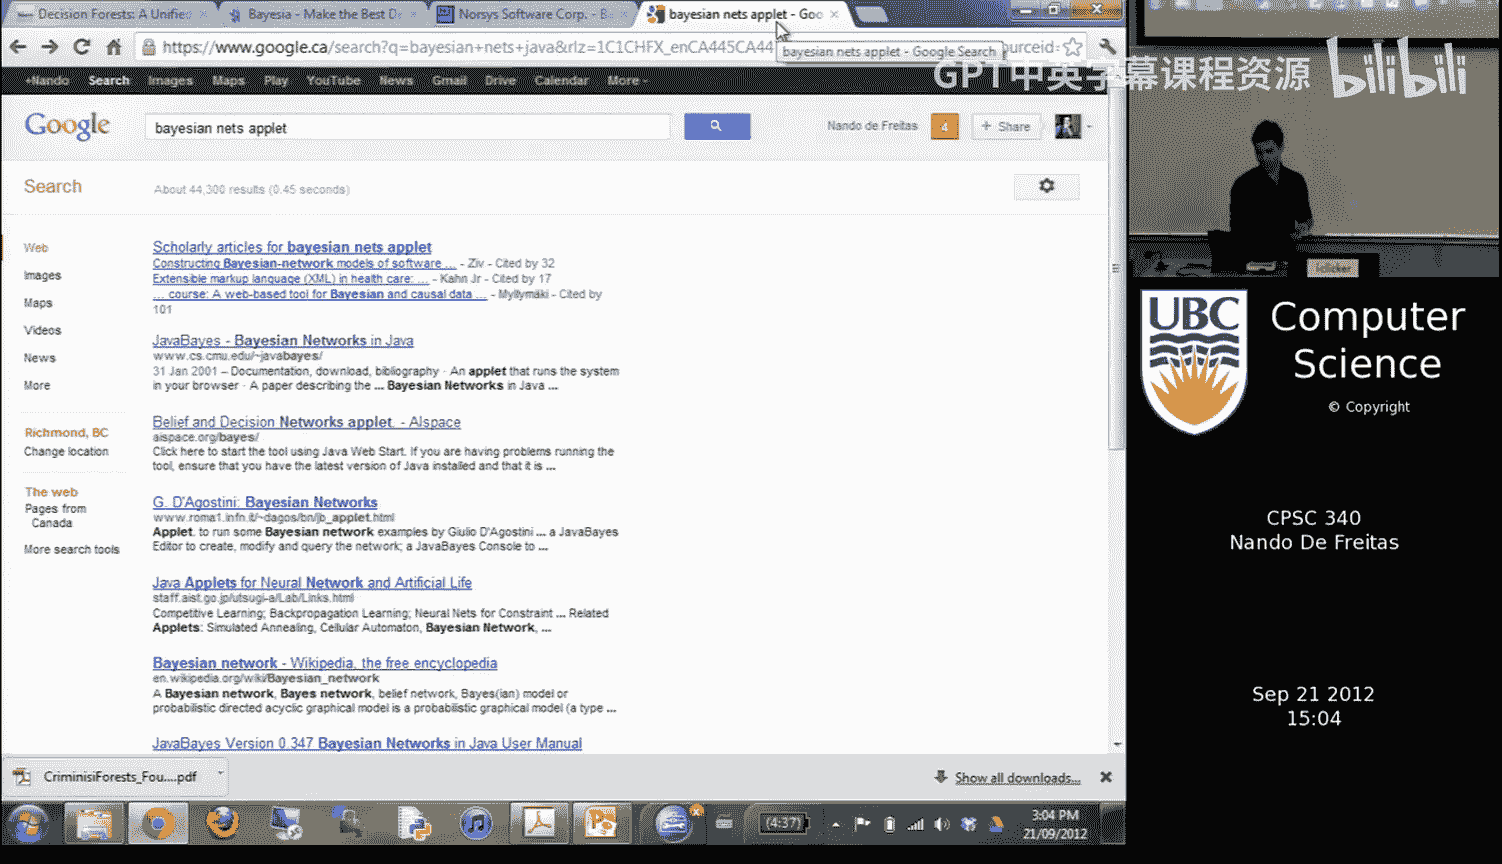 Decision Forests: A Unified
Bayesia - Make the Best De
Norsys Software Corp. - Ba
bayesian nets applet - Goo
https://www.google.ca/search?q=bayesian+nets+java&rlz=1C1CHFX_enCA445CA44
ourceid=
bayesian nets applet - Google Search
GPT中英字幕课程资源
bilibili
+Nando Search Images Maps Play YouTube News Gmail Drive Calendar More
Google
bayesian nets applet
Nando de Freitas
4
+ Share
Search
About 44,300 results (0.45 seconds)
Web
Images
Maps
Videos
News
More
Richmond, BC
Change location
The web
Pages from
Canada
More search tools
Scholarly articles for bayesian nets applet
Constructing Bayesian-network models of software ... - Ziv - Cited by 32
Extensible markup language (XML) in health care: ... - Kahn Jr - Cited by 17
... course: A web-based tool for Bayesian and causal data ... - Myllymäki - Cited by
101
JavaBayes - Bayesian Networks in Java
www.cs.cmu.edu/~javabayes/
31 Jan 2001 – Documentation, download, bibliography · An applet that runs the system
in your browser · A paper describing the ... Bayesian Networks in Java ...
Belief and Decision Networks applet. - AIspace
aispace.org/bayes/
Click here to start the tool using Java Web Start. If you are having problems running the
tool, ensure that you have the latest version of Java installed and that it is ...
G. D'Agostini: Bayesian Networks
www.roma1.infn.it/~dagos/bn/jb_applet.html
Applet. to run some Bayesian network examples by Giulio D'Agostini ... a JavaBayes
Editor to create, modify and query the network; a JavaBayes Console to ...
Java Applets for Neural Network and Artificial Life
staff.aist.go.jp/utsugi-a/Lab/Links.html
Competitive Learning; Backpropagation Learning; Neural Nets for Constraint ... Related
Applets: Simulated Annealing, Cellular Automaton, Bayesian Network, ...
Bayesian network - Wikipedia, the free encyclopedia
en.wikipedia.org/wiki/Bayesian_network
A Bayesian network, Bayes network, belief network, Bayes(ian) model or
probabilistic directed acyclic graphical model is a probabilistic graphical model (a type ...
JavaBayes Version 0.347 Bayesian Networks in Java User Manual
CriminisiForests_Fou....pdf
Show all downloads...
(4:37)
3:04 PM
21/09/2012
iclicker
UBC
Computer
Science
© Copyright
CPSC 340
Nando De Freitas
Sep 21 2012
15:04